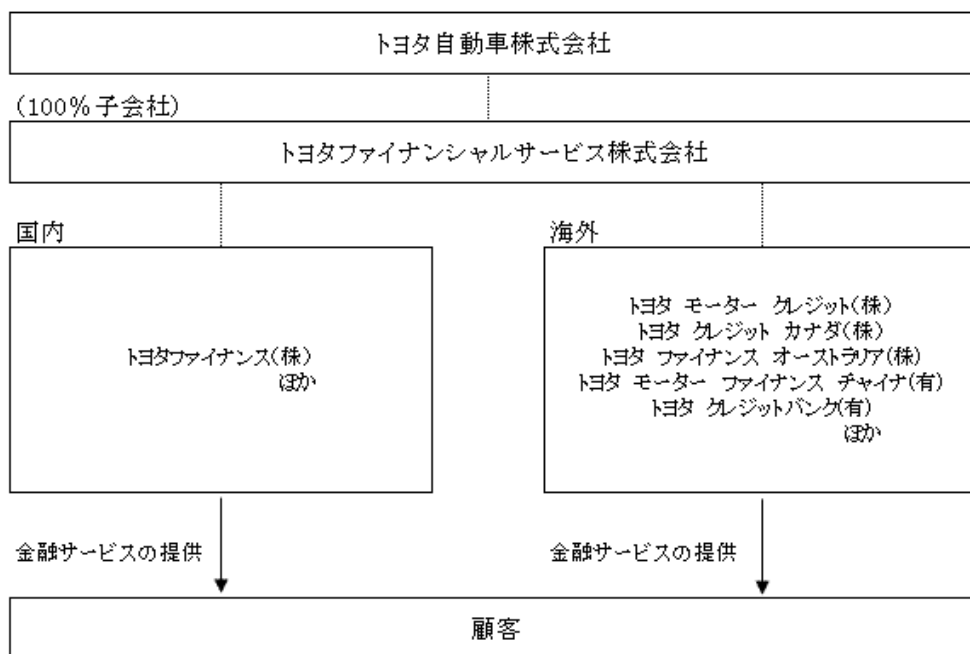 トヨタ自動車株式会社
(100%子会社)
トヨタファイナンシャルサービス株式会社
国内
海外
トヨタファイナンス(株)
ほか
トヨタ モーター クレジット(株)
トヨタ クレジット カナダ(株)
トヨタ ファイナンス オーストラリア(株)
トヨタ モーター ファイナンス チャイナ(有)
トヨタ クレジットバンク(有)
ほか
金融サービスの提供
金融サービスの提供
顧客